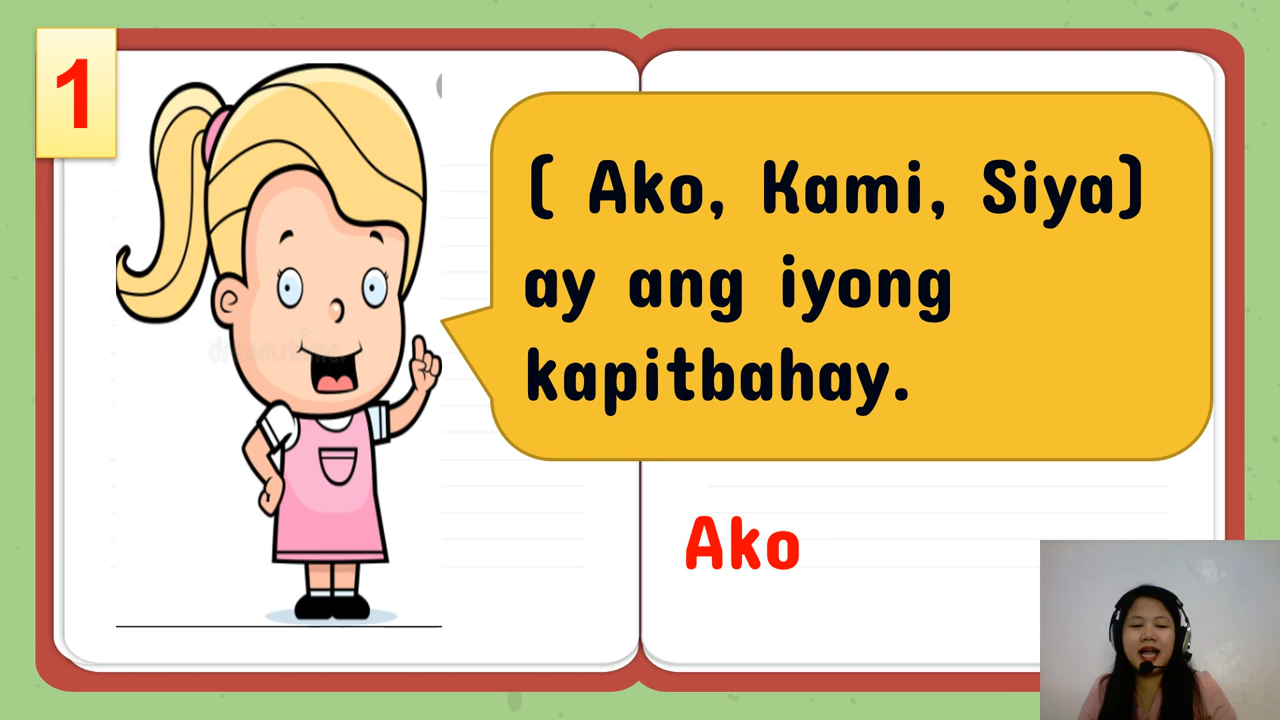 1
( Ako, Kami, Siya)
ay ang iyong
kapitbahay.
Ako